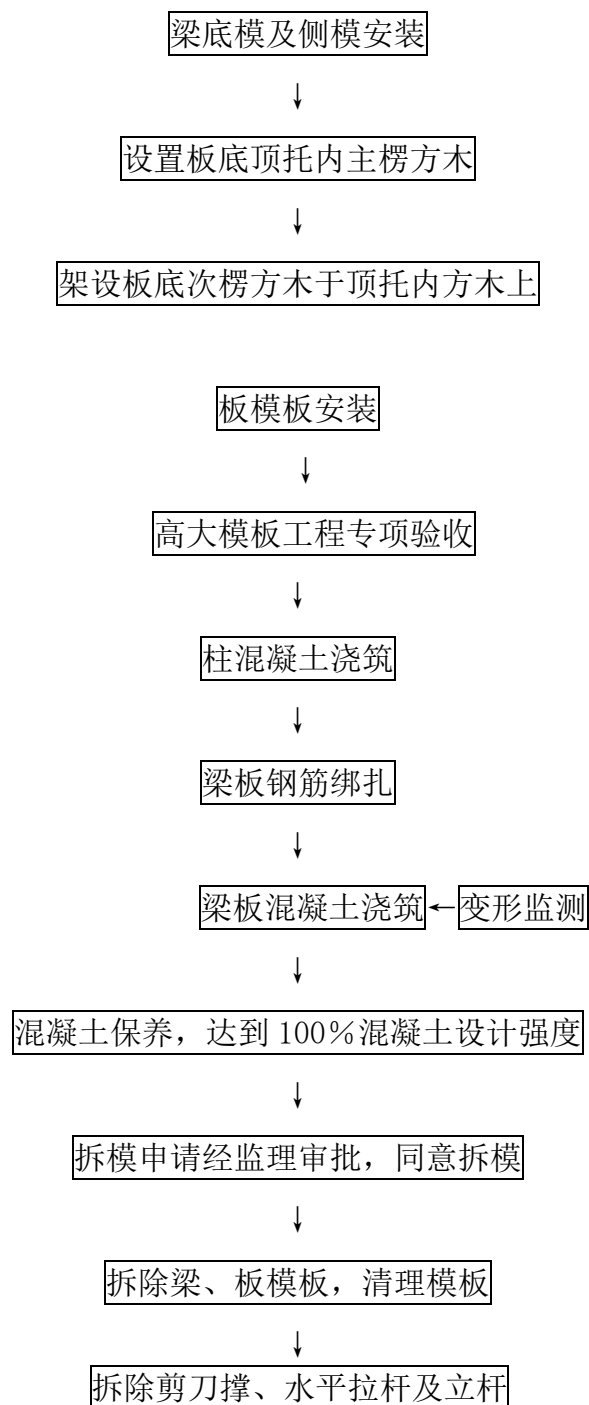 梁底模及侧模安装
↓
设置板底顶托内主楞方木
↓
架设板底次楞方木于顶托内方木上
板模板安装
↓
高大模板工程专项验收
↓
柱混凝土浇筑
↓
梁板钢筋绑扎
↓
梁板混凝土浇筑←变形监测
↓
混凝土保养，达到100%混凝土设计强度
↓
拆模申请经监理审批，同意拆模
↓
拆除梁、板模板，清理模板
↓
拆除剪刀撑、水平拉杆及立杆